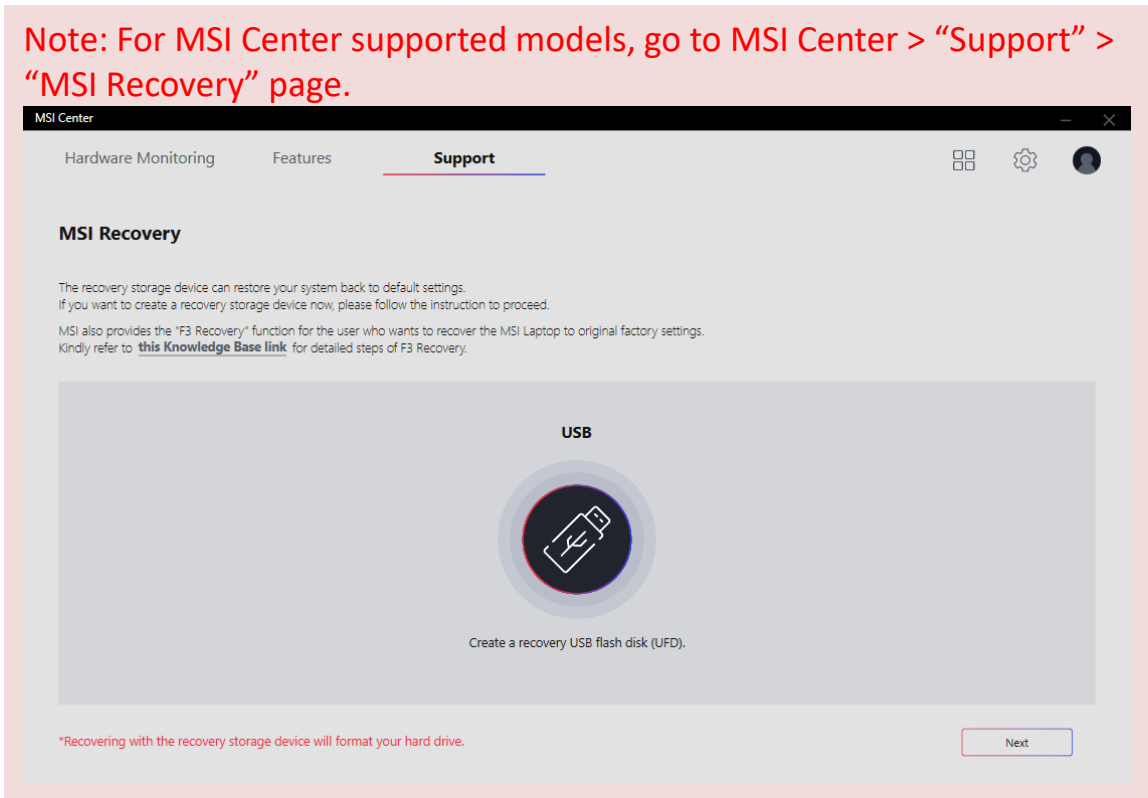 Note: For MSI Center supported models, go to MSI Center > “Support” >
“MSI Recovery” page.
MSI Center
Hardware Monitoring Features Support
MSI Recovery
The recovery storage device can restore your system back to default settings.
If you want to create a recovery storage device now, please follow the instruction to proceed.
MSI also provides the "F3 Recovery" function for the user who wants to recover the MSI Laptop to original factory settings.
Kindly refer to this Knowledge Base link for detailed steps of F3 Recovery.
USB
Create a recovery USB flash disk (UFD).
*Recovering with the recovery storage device will format your hard drive.
Next